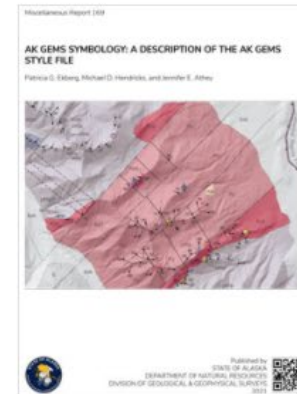 Miscellaneous Report 169
AK GEMS SYMBOLOGY: A DESCRIPTION OF THE AK GEMS
STYLE FILE
Patricia G. Ekberg, Michael D. Hendricks, and Jennifer E. Athey
Published by
STATE OF ALASKA
DEPARTMENT OF NATURAL RESOURCES
DIVISION OF GEOLOGICAL & GEOPHYSICAL SURVEYS